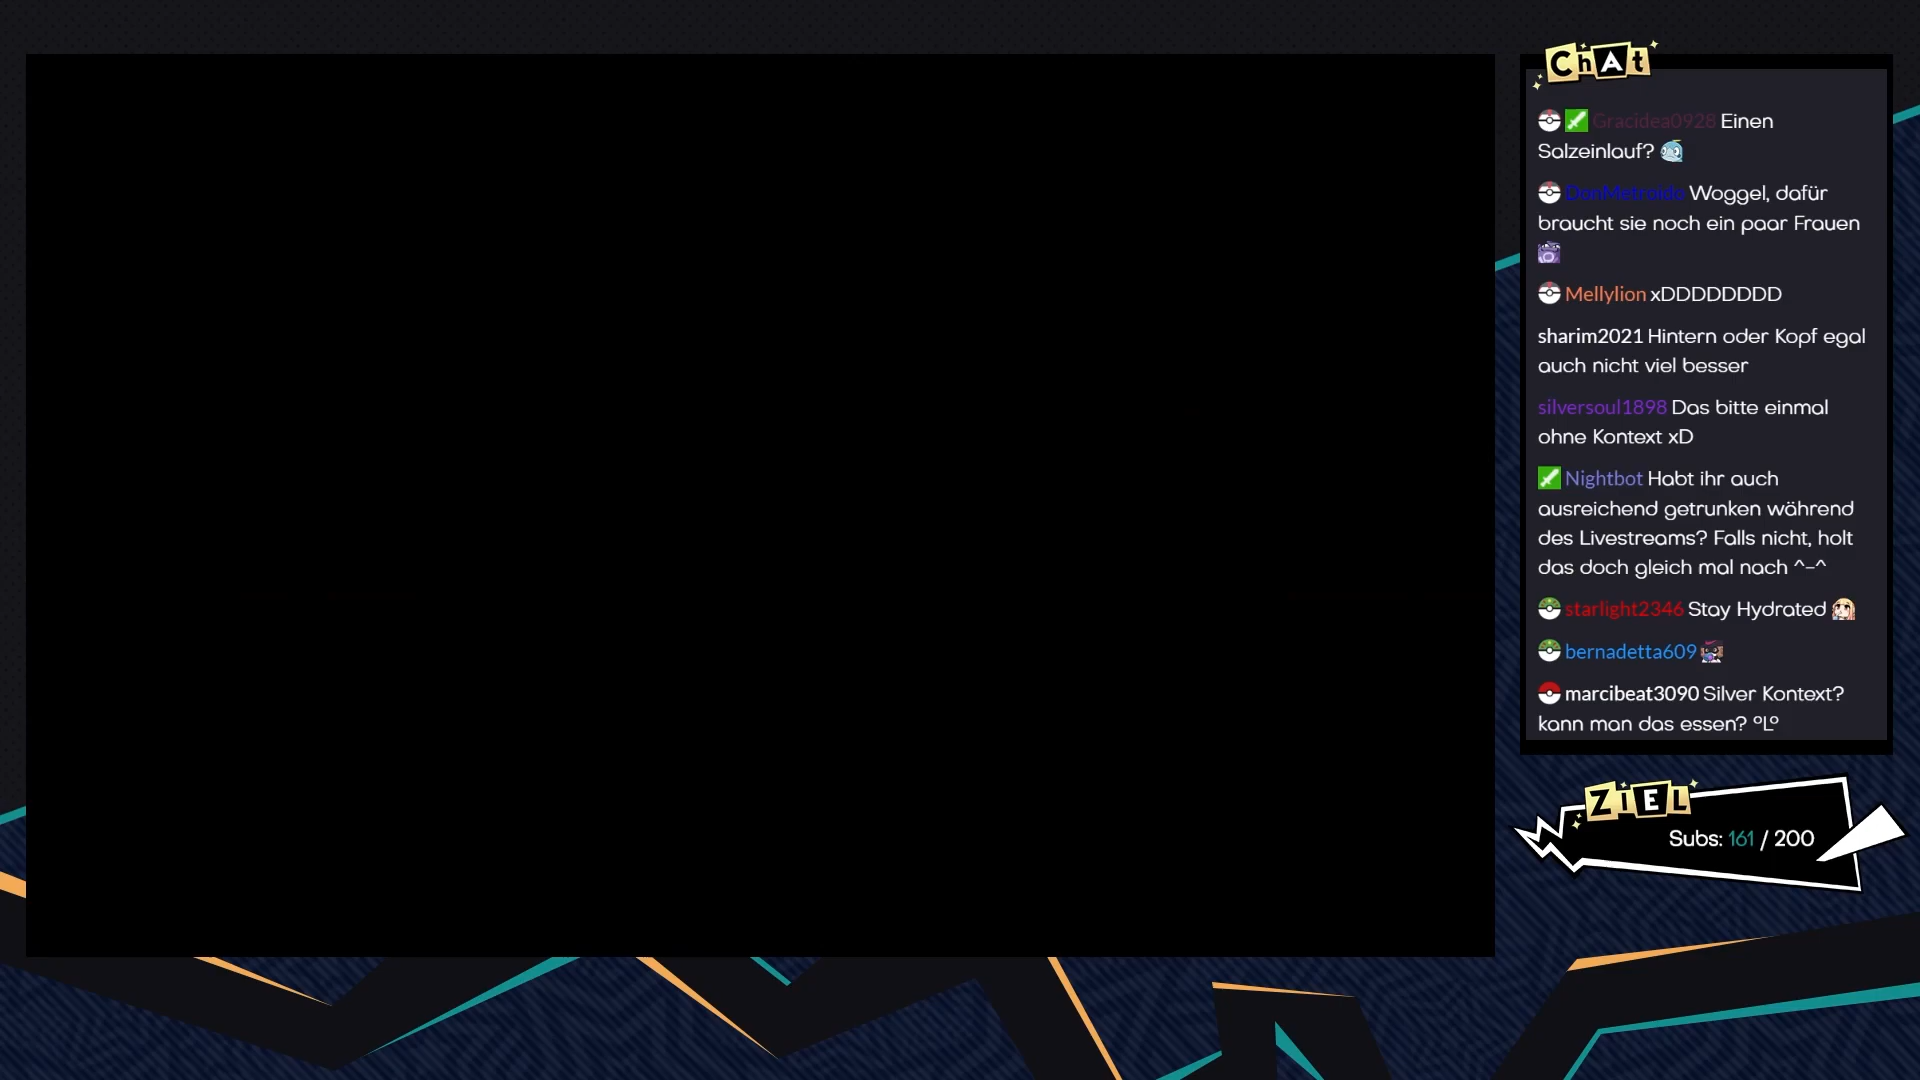 ChAt
Gracidea0928 Einen
Salzeinlauf?
DonMetroido Woggel, dafür
braucht sie noch ein paar Frauen
Mellylion xDDDDDDDD
sharim2021 Hintern oder Kopf egal
auch nicht viel besser
silversoul1898 Das bitte einmal
ohne Kontext xD
Nightbot Habt ihr auch
ausreichend getrunken während
des Livestreams? Falls nicht, holt
das doch gleich mal nach ^-^
starlight2346 Stay Hydrated
bernadetta609
marcibeat3090 Silver Kontext?
kann man das essen? °L°
ZiEL
Subs: 161 / 200